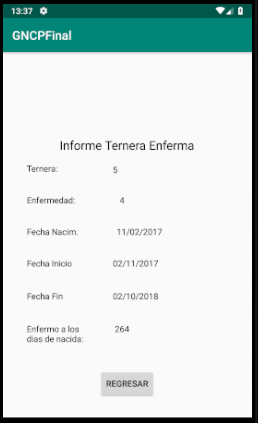 13:37
GNCPFinal
Informe Ternera Enferma
Ternera: 5
Enfermedad: 4
Fecha Nacim. 11/02/2017
Fecha Inicio 02/11/2017
Fecha Fin 02/10/2018
Enfermo a los 264
dias de nacida:
REGRESAR